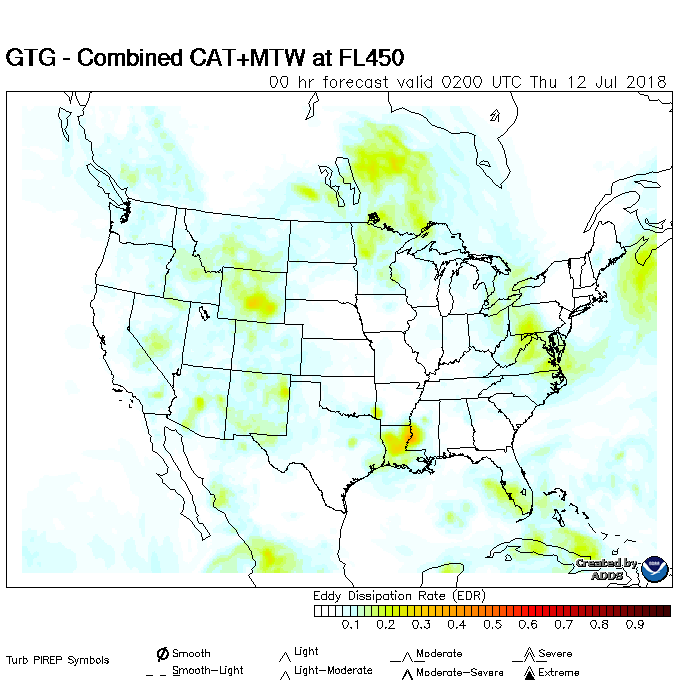 GTG - Combined CAT+MTW at FL450
00 hr forecast valid 0200 UTC Thu 12 Jul 2018
Created by
ADDS
Eddy Dissipation Rate (EDR)
0.1 0.2 0.3 0.4 0.5 0.6 0.7 0.8 0.9
Turb PIREP Symbols
Smooth Light Moderate Severe
Smooth-Light Light-Moderate Moderate-Severe Extreme